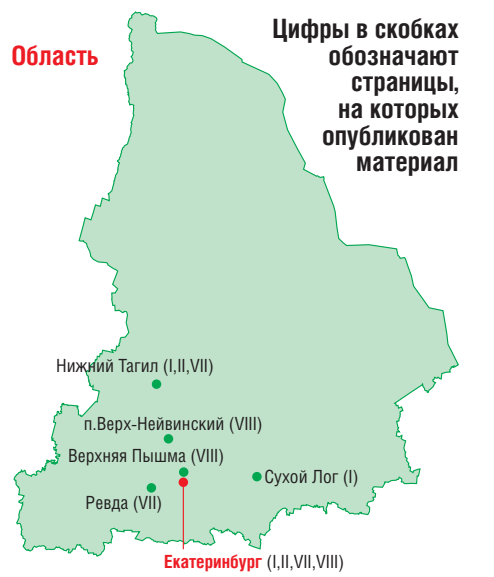 Область
Цифры в скобках
обозначают
страницы,
на которых
опубликован
материал
Нижний Тагил (I,II,VII)
п.Верх-Нейвинский (VIII)
Верхняя Пышма (VIII)
Сухой Лог (I)
Ревда (VII)
Екатеринбург (I,II,VII,VIII)